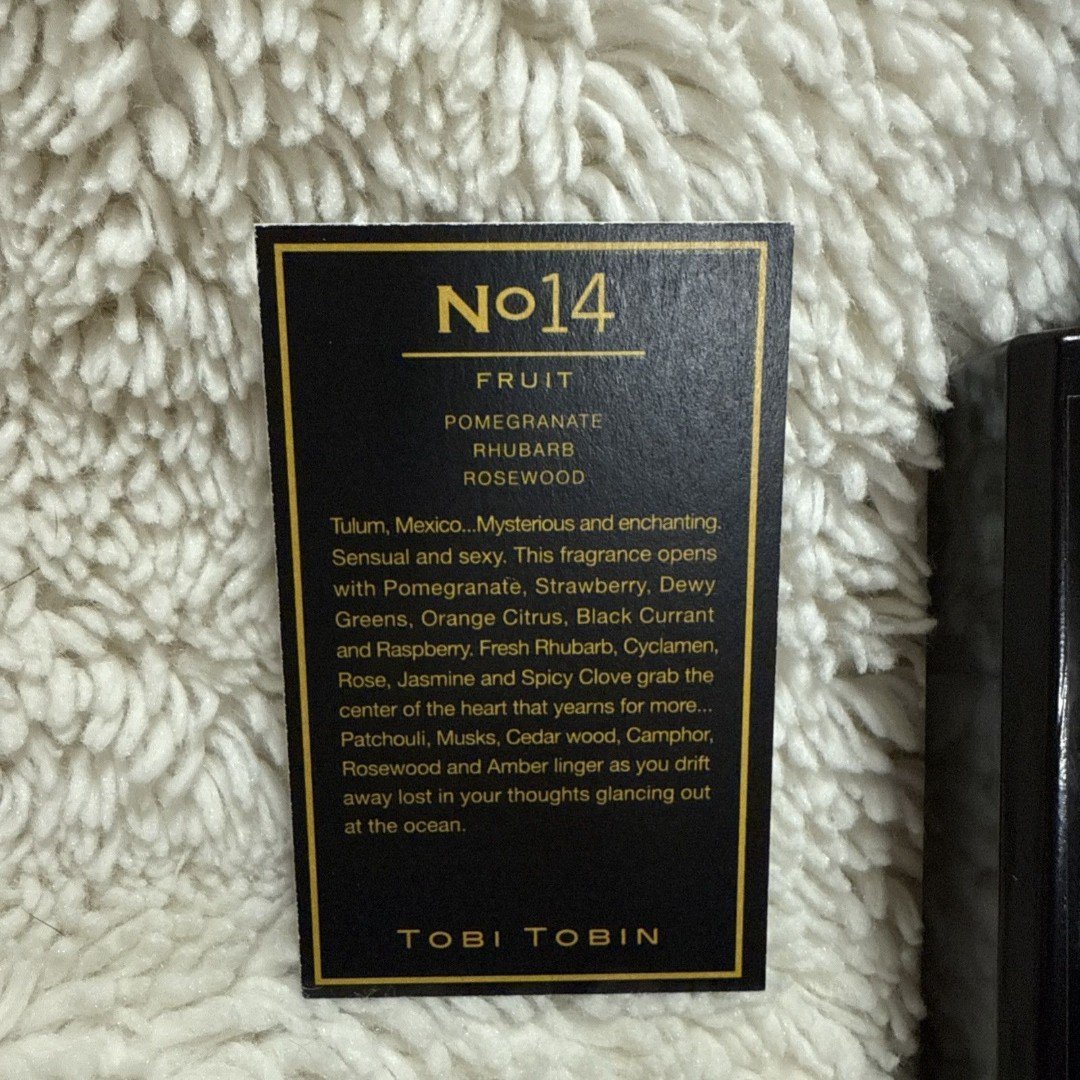 No14
FRUIT
POMEGRANATE
RHUBARB
ROSEWOOD
Tulum, Mexico...Mysterious and enchanting.
Sensual and sexy. This fragrance opens
with Pomegranate, Strawberry, Dewy
Greens, Orange Citrus, Black Currant
and Raspberry. Fresh Rhubarb, Cyclamen,
Rose, Jasmine and Spicy Clove grab the
center of the heart that yearns for more...
Patchouli, Musks, Cedar wood, Camphor,
Rosewood and Amber linger as you drift
away lost in your thoughts glancing out
at the ocean.
TOBI TOBIN